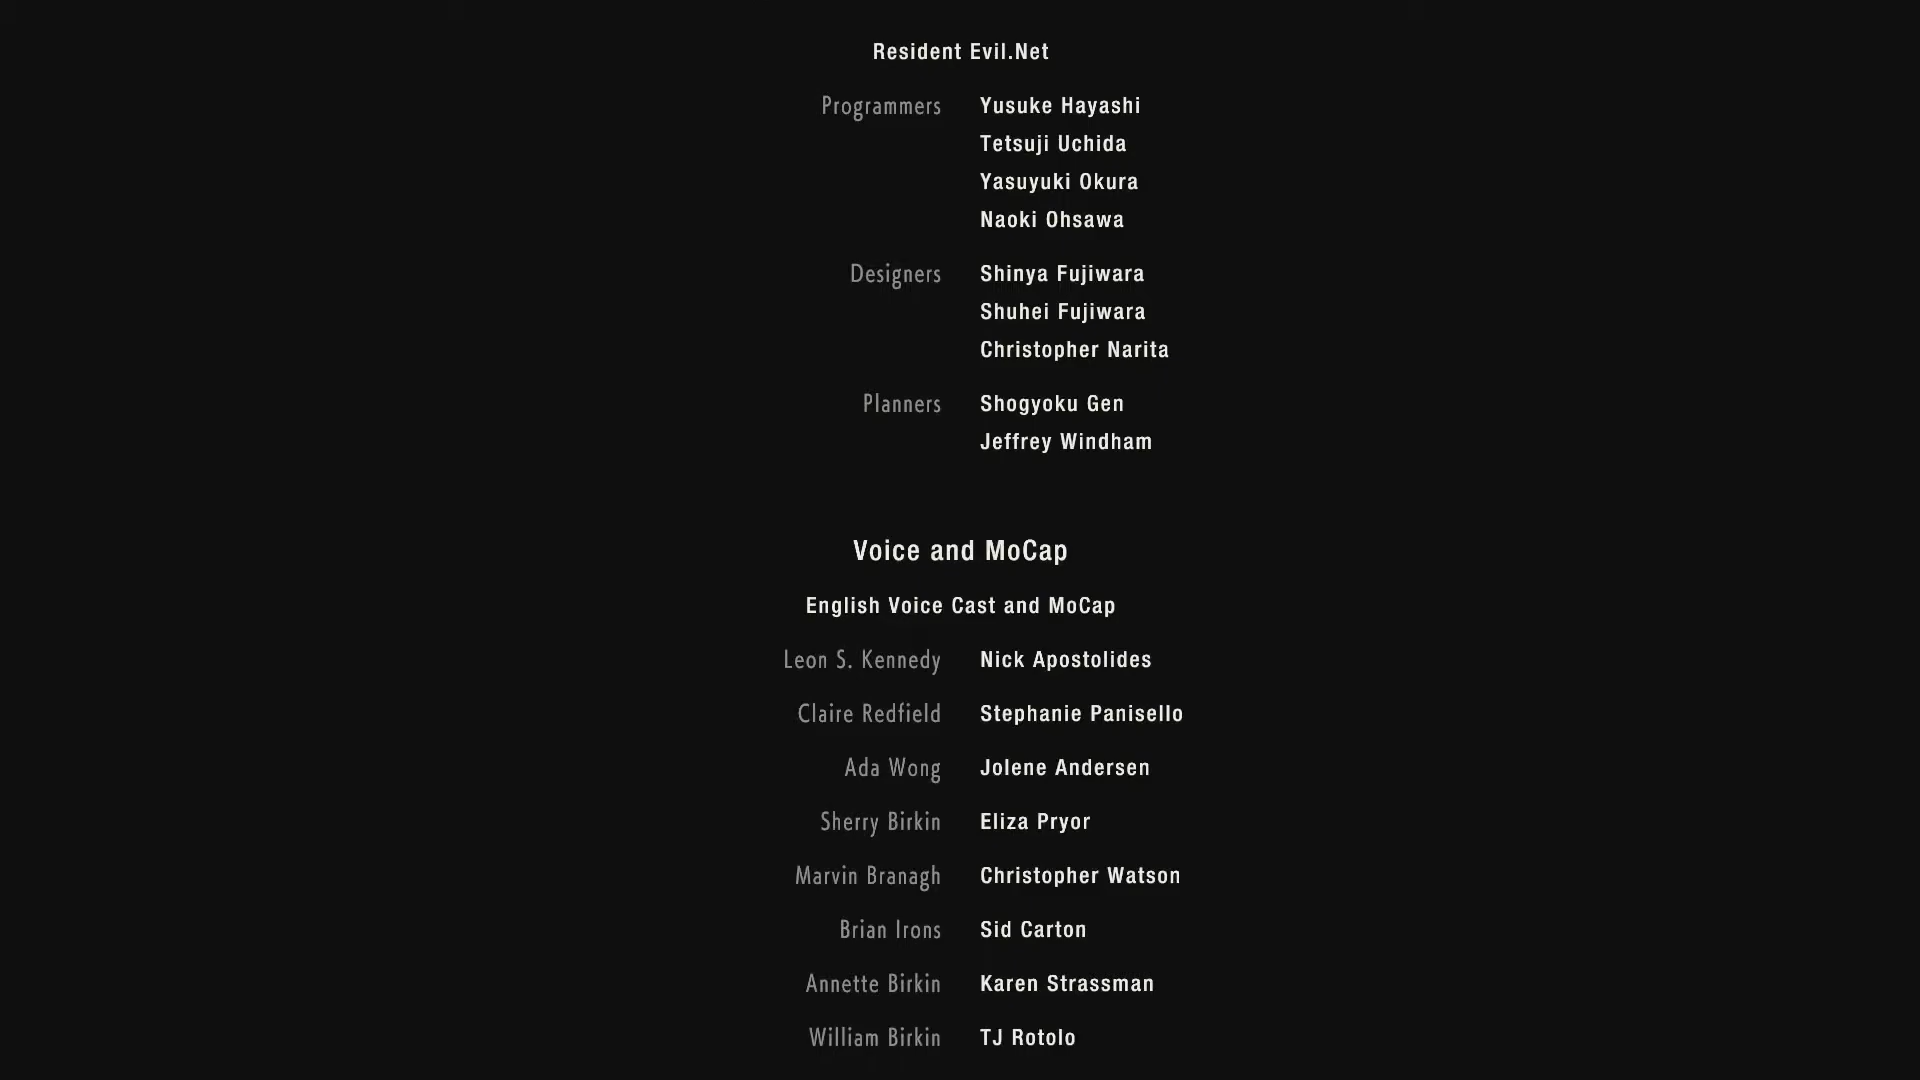 Resident Evil.Net
Programmers Yusuke Hayashi
Tetsuji Uchida
Yasuyuki Okura
Naoki Ohsawa
Designers Shinya Fujiwara
Shuhei Fujiwara
Christopher Narita
Planners Shogyoku Gen
Jeffrey Windham
Voice and MoCap
English Voice Cast and MoCap
Leon S. Kennedy Nick Apostolides
Claire Redfield Stephanie Panisello
Ada Wong Jolene Andersen
Sherry Birkin Eliza Pryor
Marvin Branagh Christopher Watson
Brian Irons Sid Carton
Annette Birkin Karen Strassman
William Birkin TJ Rotolo